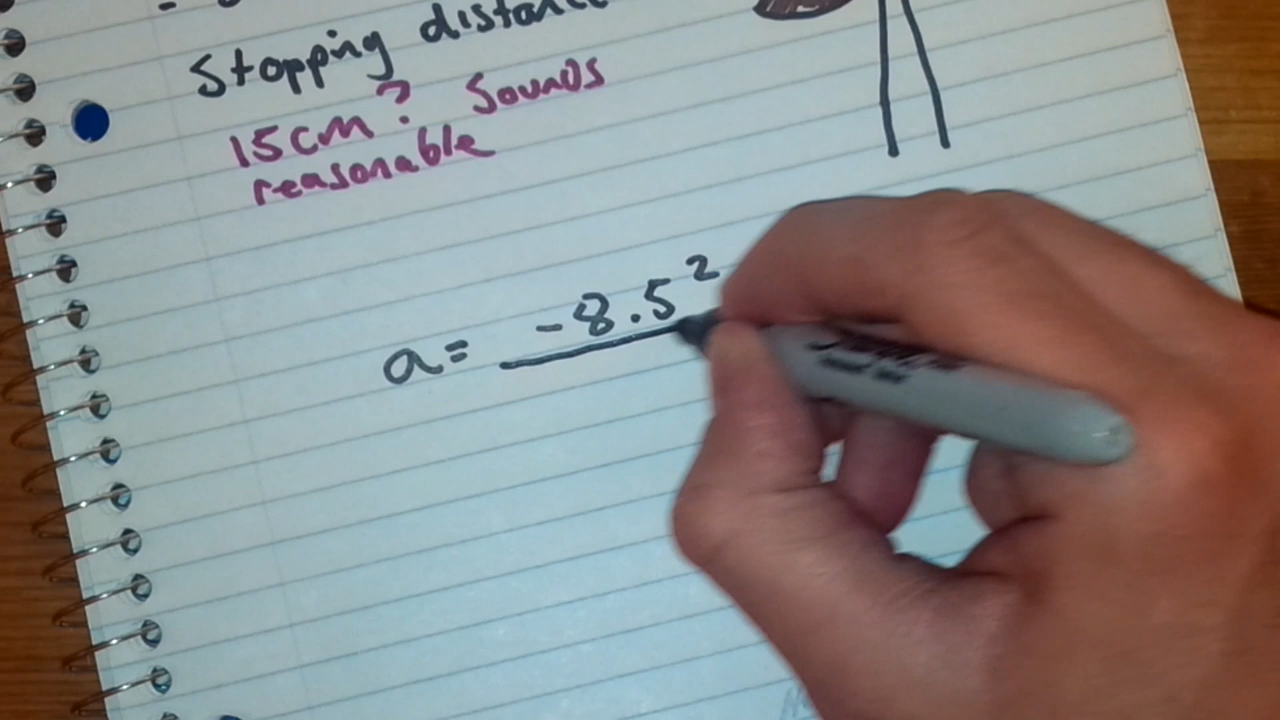 Stopping distance
15cm? Sounds
reasonable
a= -8.5²